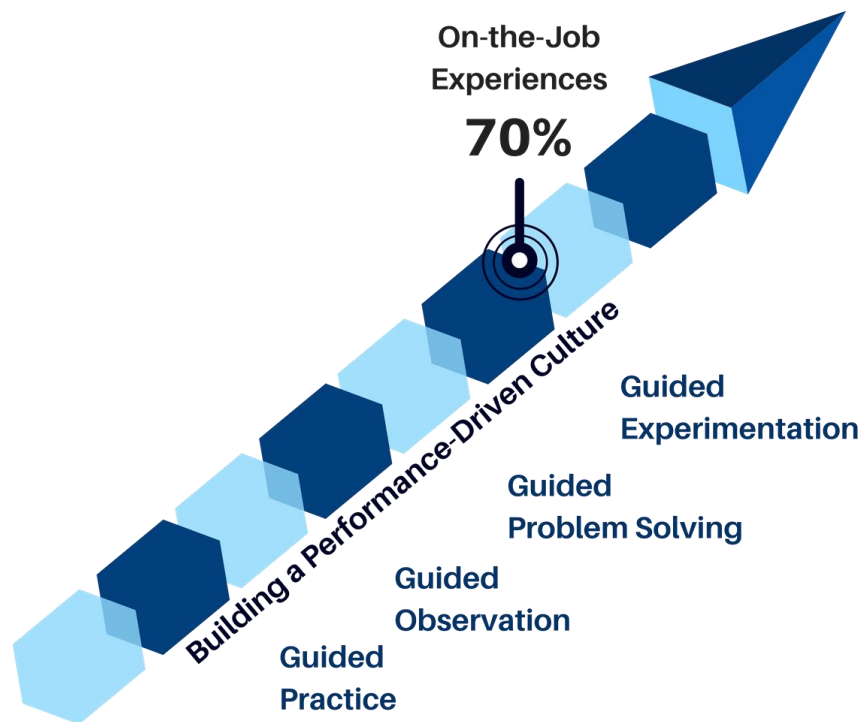 On-the-Job
Experiences
70%
Building a Performance-Driven Culture
Guided
Experimentation
Guided
Problem Solving
Guided
Observation
Guided
Practice